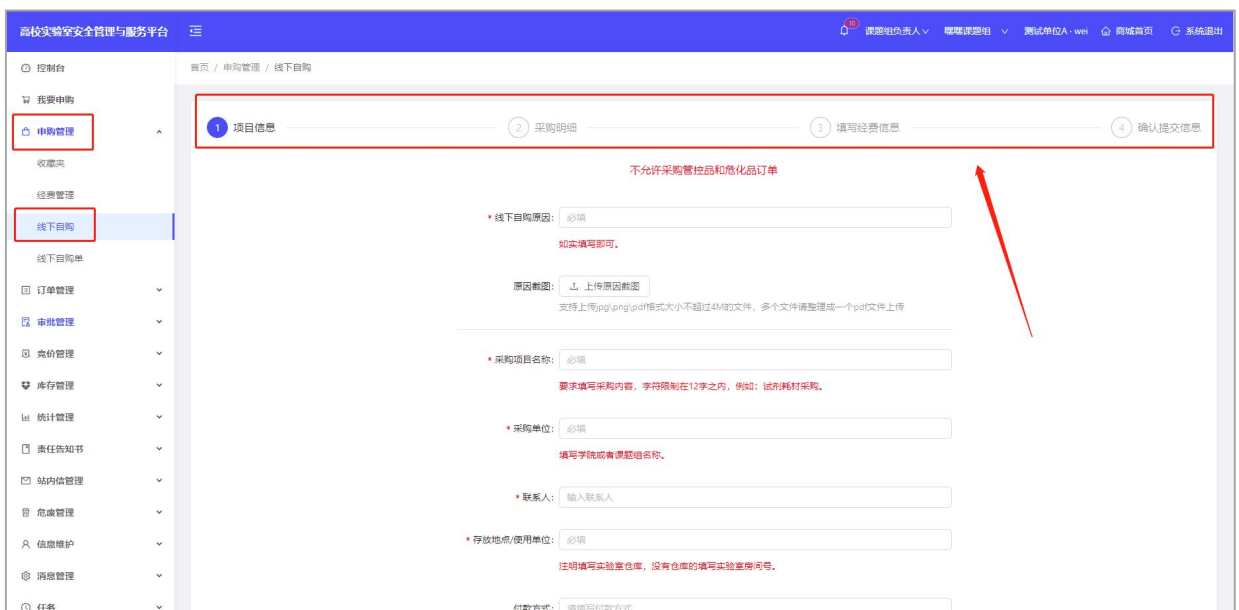 高校实验室安全管理与服务平台
10
课题组负责人
嘿嘿课题组
测试单位A - wei
商城首页
系统退出
控制台
首页 / 申购管理 / 线下自购
我要申购
申购管理
收藏夹
经费管理
线下自购
线下自购单
订单管理
审批管理
竞价管理
库存管理
统计管理
责任告知书
站内信管理
危废管理
信息维护
消息管理
任务
1 项目信息
2 采购明细
3 填写经费信息
4 确认提交信息
不允许采购管控品和危化品订单
* 线下自购原因: 必填
如实填写即可。
原因截图: 上传原因截图
支持上传jpg\png\pdf格式大小不超过4M的文件，多个文件请整理成一个pdf文件上传
* 采购项目名称: 必填
要求填写采购内容，字符限制在12字之内，例如：试剂耗材采购。
* 采购单位: 必填
填写学院或者课题组名称。
* 联系人: 输入联系人
* 存放地点/使用单位: 必填
注明填写实验室仓库，没有仓库的填写实验室房间号。
付款方式: 请填写付款方式